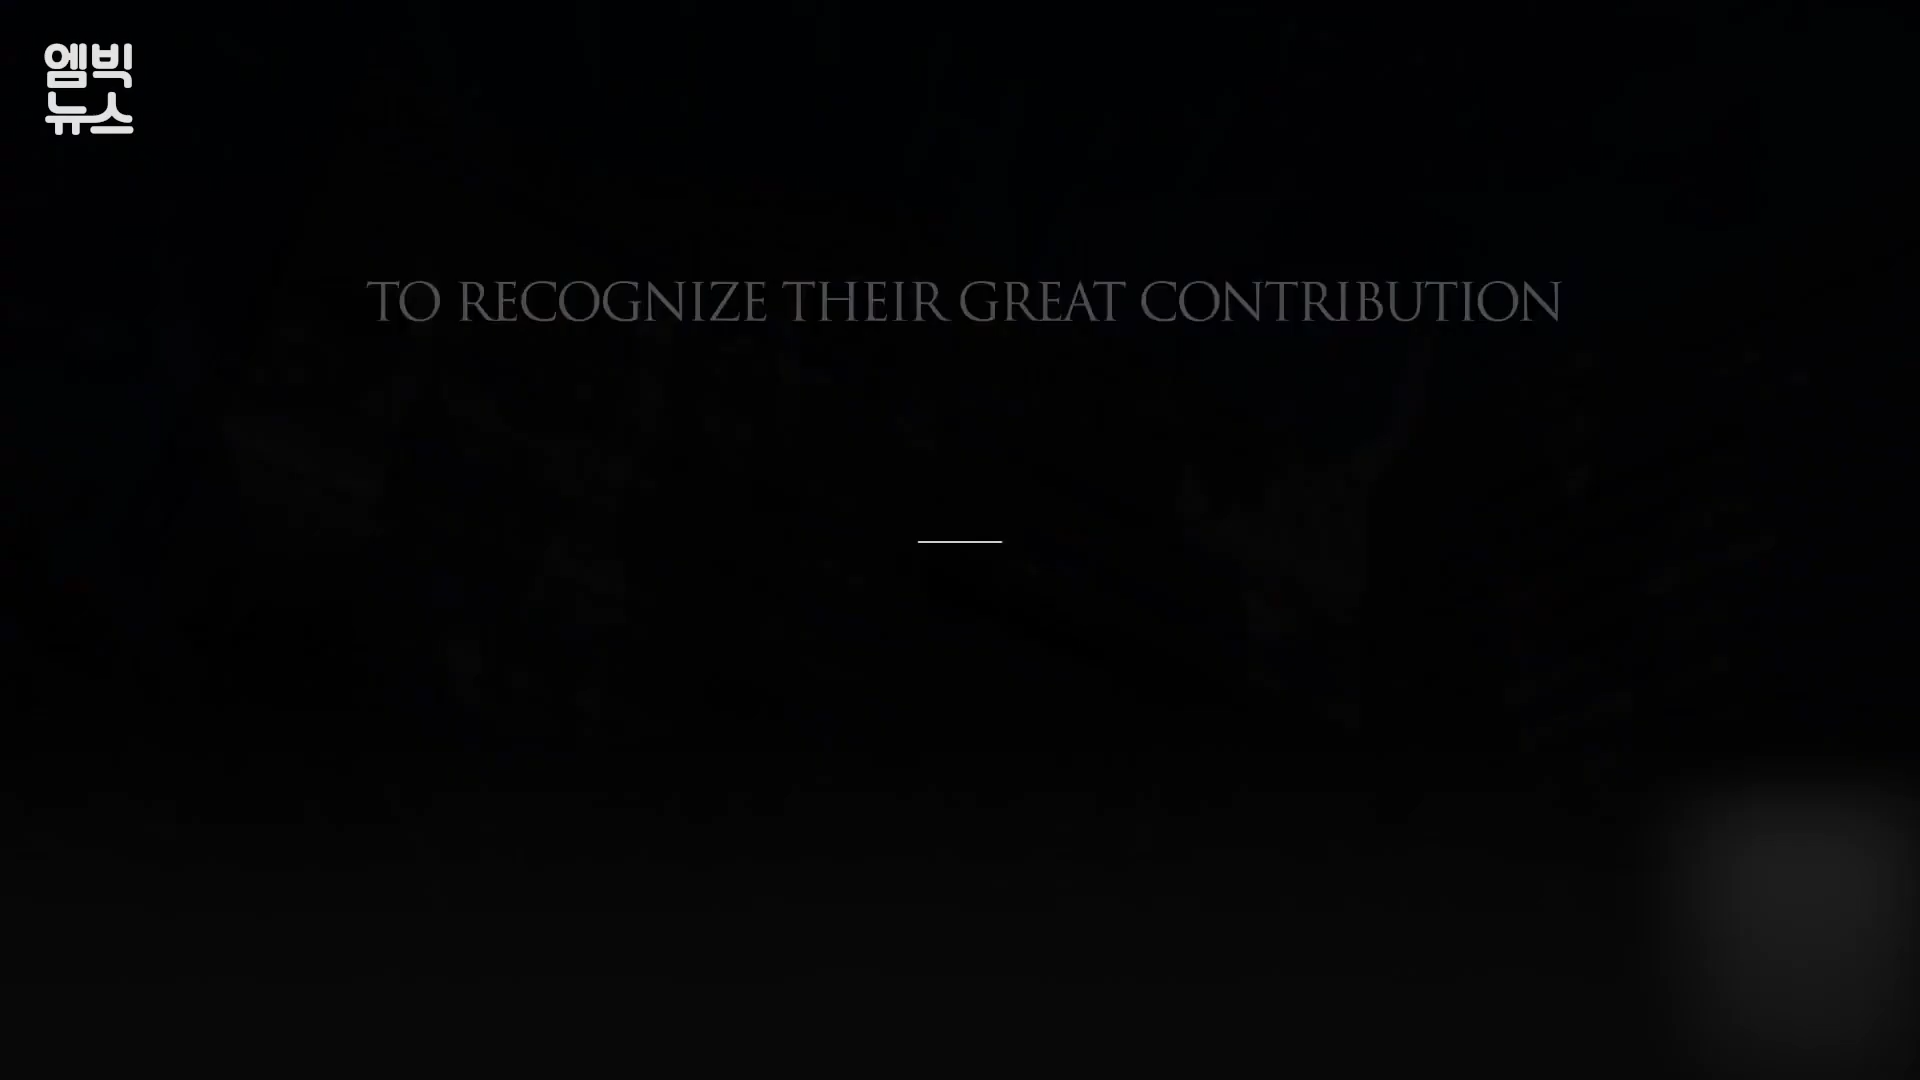 엠빅
뉴스
TO RECOGNIZE THEIR GREAT CONTRIBUTION